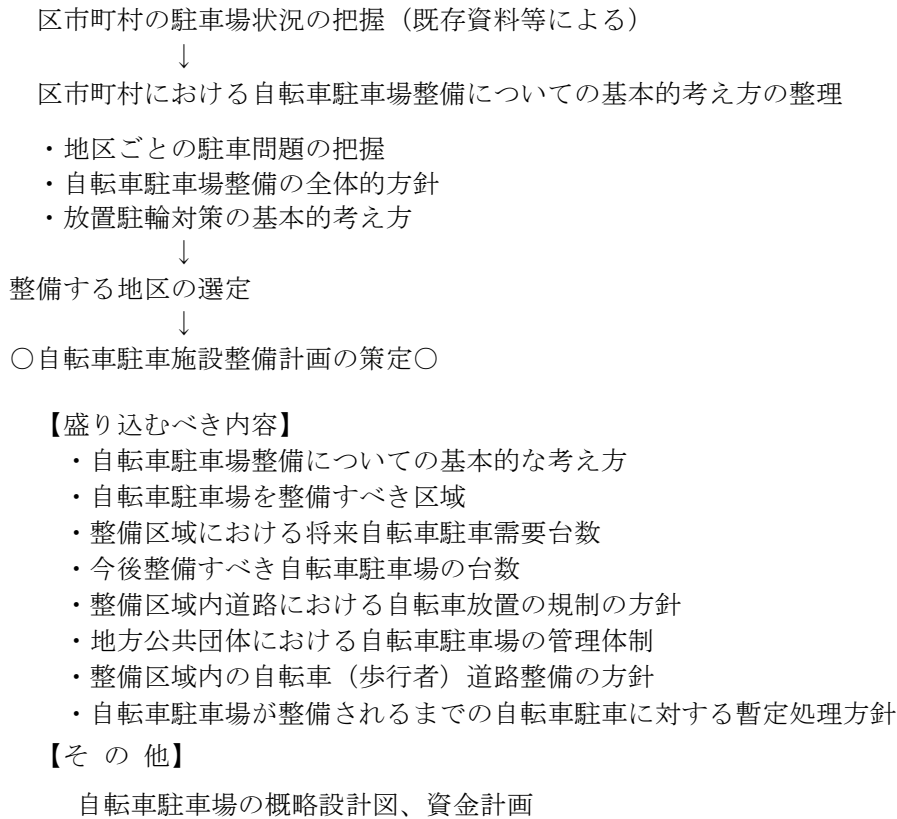 区市町村の駐車場状況の把握（既存資料等による）
↓
区市町村における自転車駐車場整備についての基本的考え方の整理
・地区ごとの駐車問題の把握
・自転車駐車場整備の全体的方針
・放置駐輪対策の基本的考え方
↓
整備する地区の選定
↓
○自転車駐車施設整備計画の策定○
【盛り込むべき内容】
・自転車駐車場整備についての基本的な考え方
・自転車駐車場を整備すべき区域
・整備区域における将来自転車駐車需要台数
・今後整備すべき自転車駐車場の台数
・整備区域内道路における自転車放置の規制の方針
・地方公共団体における自転車駐車場の管理体制
・整備区域内の自転車（歩行者）道路整備の方針
・自転車駐車場が整備されるまでの自転車駐車に対する暫定処理方針
【そ の 他】
自転車駐車場の概略設計図、資金計画